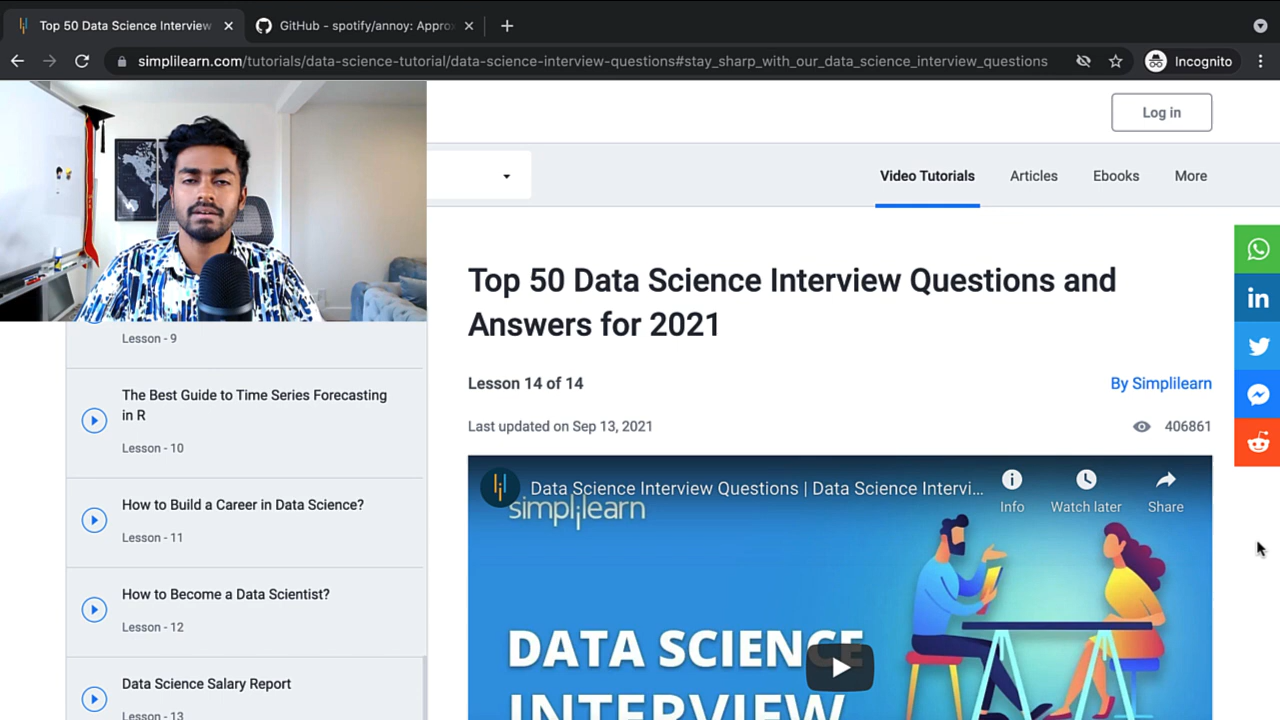 Top 50 Data Science Interview
GitHub - spotify/annoy: Appro
simplilearn.com/tutorials/data-science-tutorial/data-science-interview-questions#stay_sharp_with_our_data_science_interview_questions
Incognito
Log in
Video Tutorials
Articles
Ebooks
More
Top 50 Data Science Interview Questions and
Answers for 2021
Lesson 14 of 14
By Simplilearn
Last updated on Sep 13, 2021
406861
Lesson - 9
The Best Guide to Time Series Forecasting
in R
Lesson - 10
How to Build a Career in Data Science?
Lesson - 11
How to Become a Data Scientist?
Lesson - 12
Data Science Salary Report
Lesson - 13
Data Science Interview Questions | Data Science Intervi...
Info
Watch later
Share
simplilearn
DATA SCIENCE
INTERVIEW